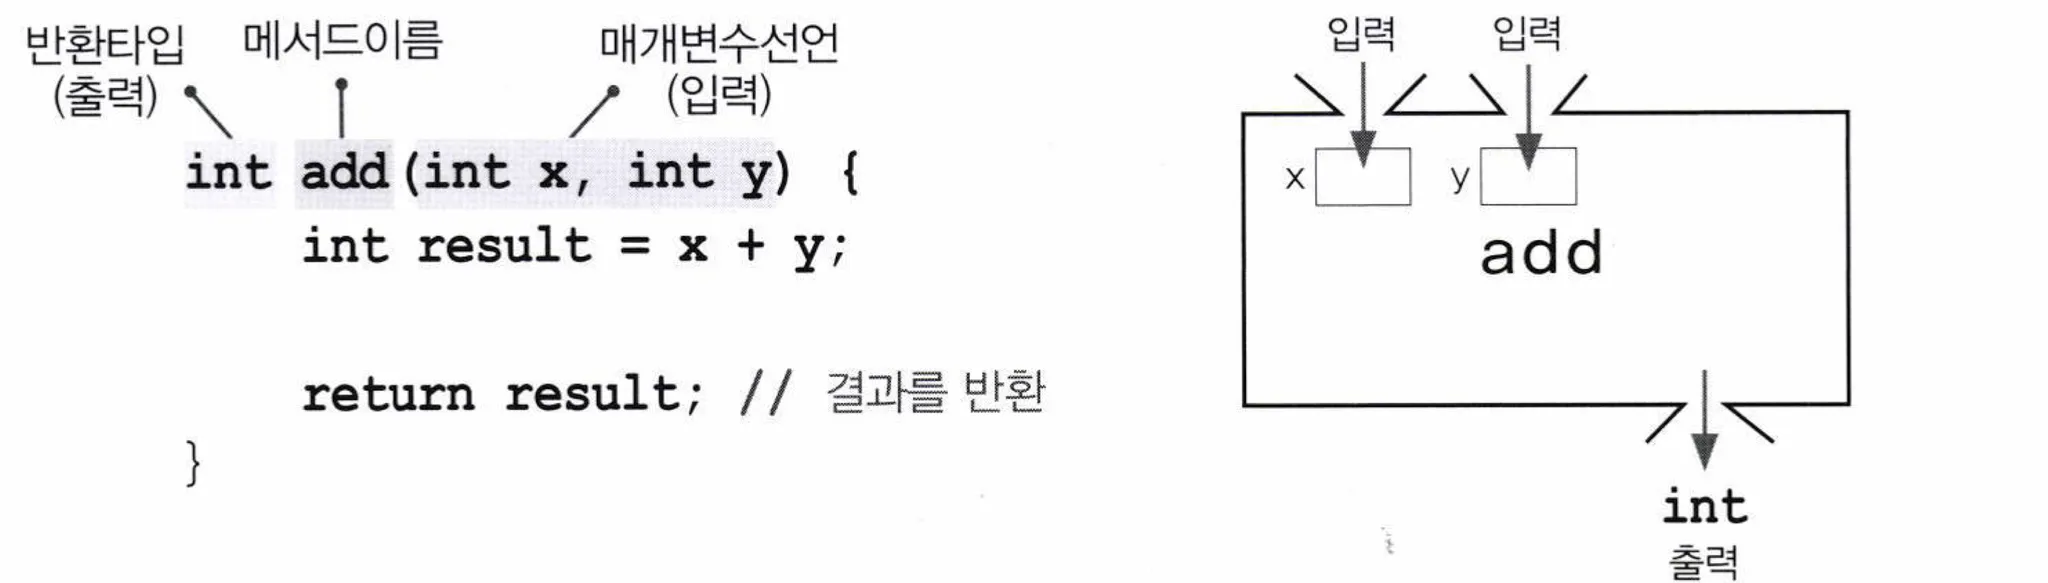 반환타입
(출력)
메서드이름
매개변수선언
(입력)
int add(int x, int y) {
int result = x + y;
return result; // 결과를 반환
}
입력 입력
x y
add
int
출력